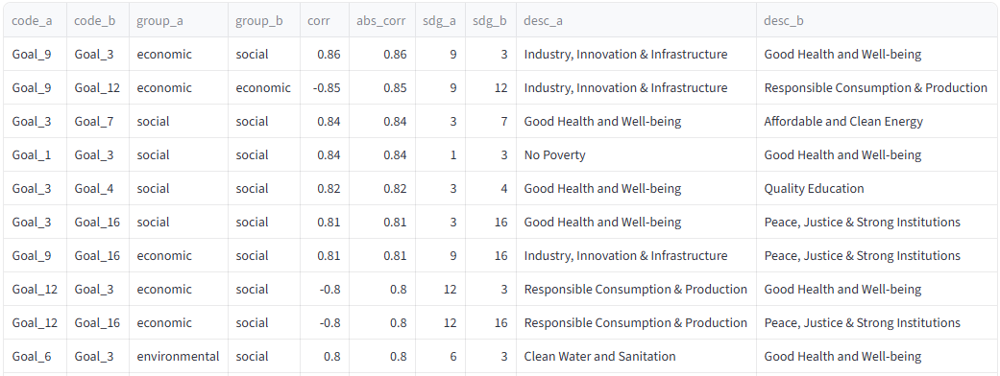 code_a code_b group_a group_b corr abs_corr sdg_a sdg_b desc_a desc_b
Goal_9 Goal_3 economic social 0.86 0.86 9 3 Industry, Innovation & Infrastructure Good Health and Well-being
Goal_9 Goal_12 economic economic -0.85 0.85 9 12 Industry, Innovation & Infrastructure Responsible Consumption & Production
Goal_3 Goal_7 social social 0.84 0.84 3 7 Good Health and Well-being Affordable and Clean Energy
Goal_1 Goal_3 social social 0.84 0.84 1 3 No Poverty Good Health and Well-being
Goal_3 Goal_4 social social 0.82 0.82 3 4 Good Health and Well-being Quality Education
Goal_3 Goal_16 social social 0.81 0.81 3 16 Good Health and Well-being Peace, Justice & Strong Institutions
Goal_9 Goal_16 economic social 0.81 0.81 9 16 Industry, Innovation & Infrastructure Peace, Justice & Strong Institutions
Goal_12 Goal_3 economic social -0.8 0.8 12 3 Responsible Consumption & Production Good Health and Well-being
Goal_12 Goal_16 economic social -0.8 0.8 12 16 Responsible Consumption & Production Peace, Justice & Strong Institutions
Goal_6 Goal_3 environmental social 0.8 0.8 6 3 Clean Water and Sanitation Good Health and Well-being